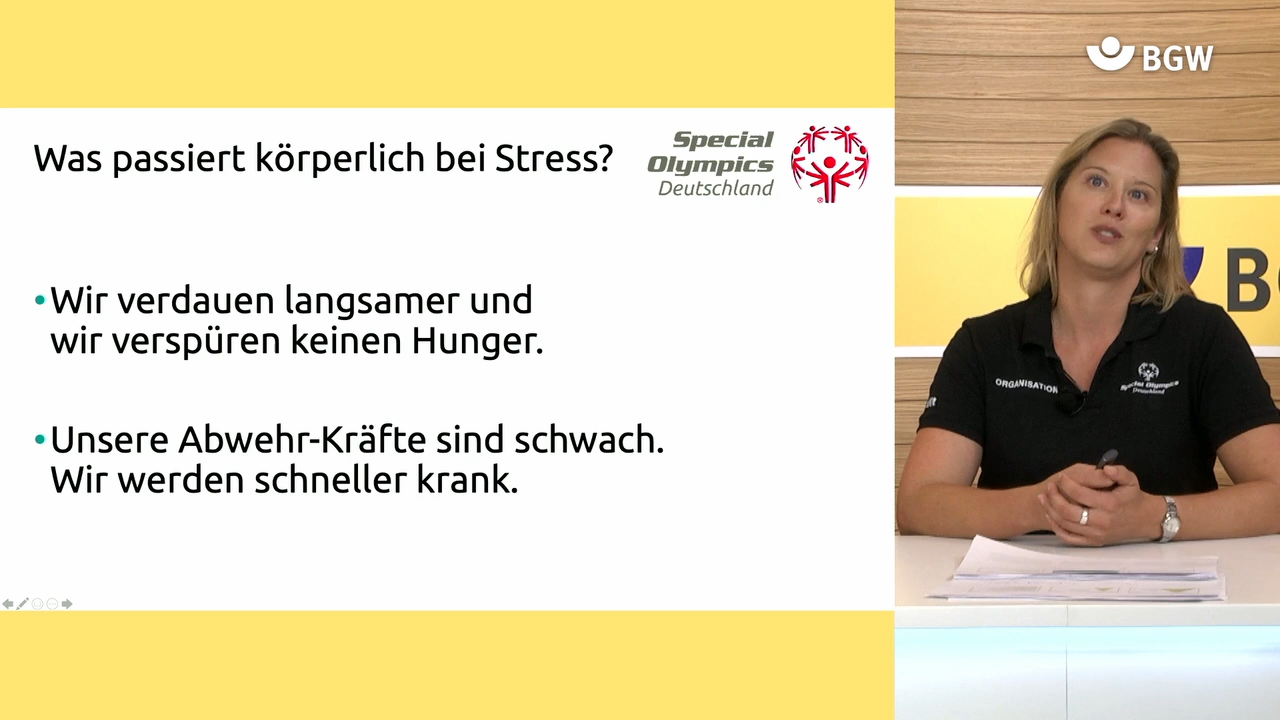 BGW
Was passiert körperlich bei Stress?
Special
Olympics
Deutschland
•Wir verdauen langsamer und
wir verspüren keinen Hunger.
•Unsere Abwehr-Kräfte sind schwach.
Wir werden schneller krank.
ORGANISATION
Special Olympics
Deutschland